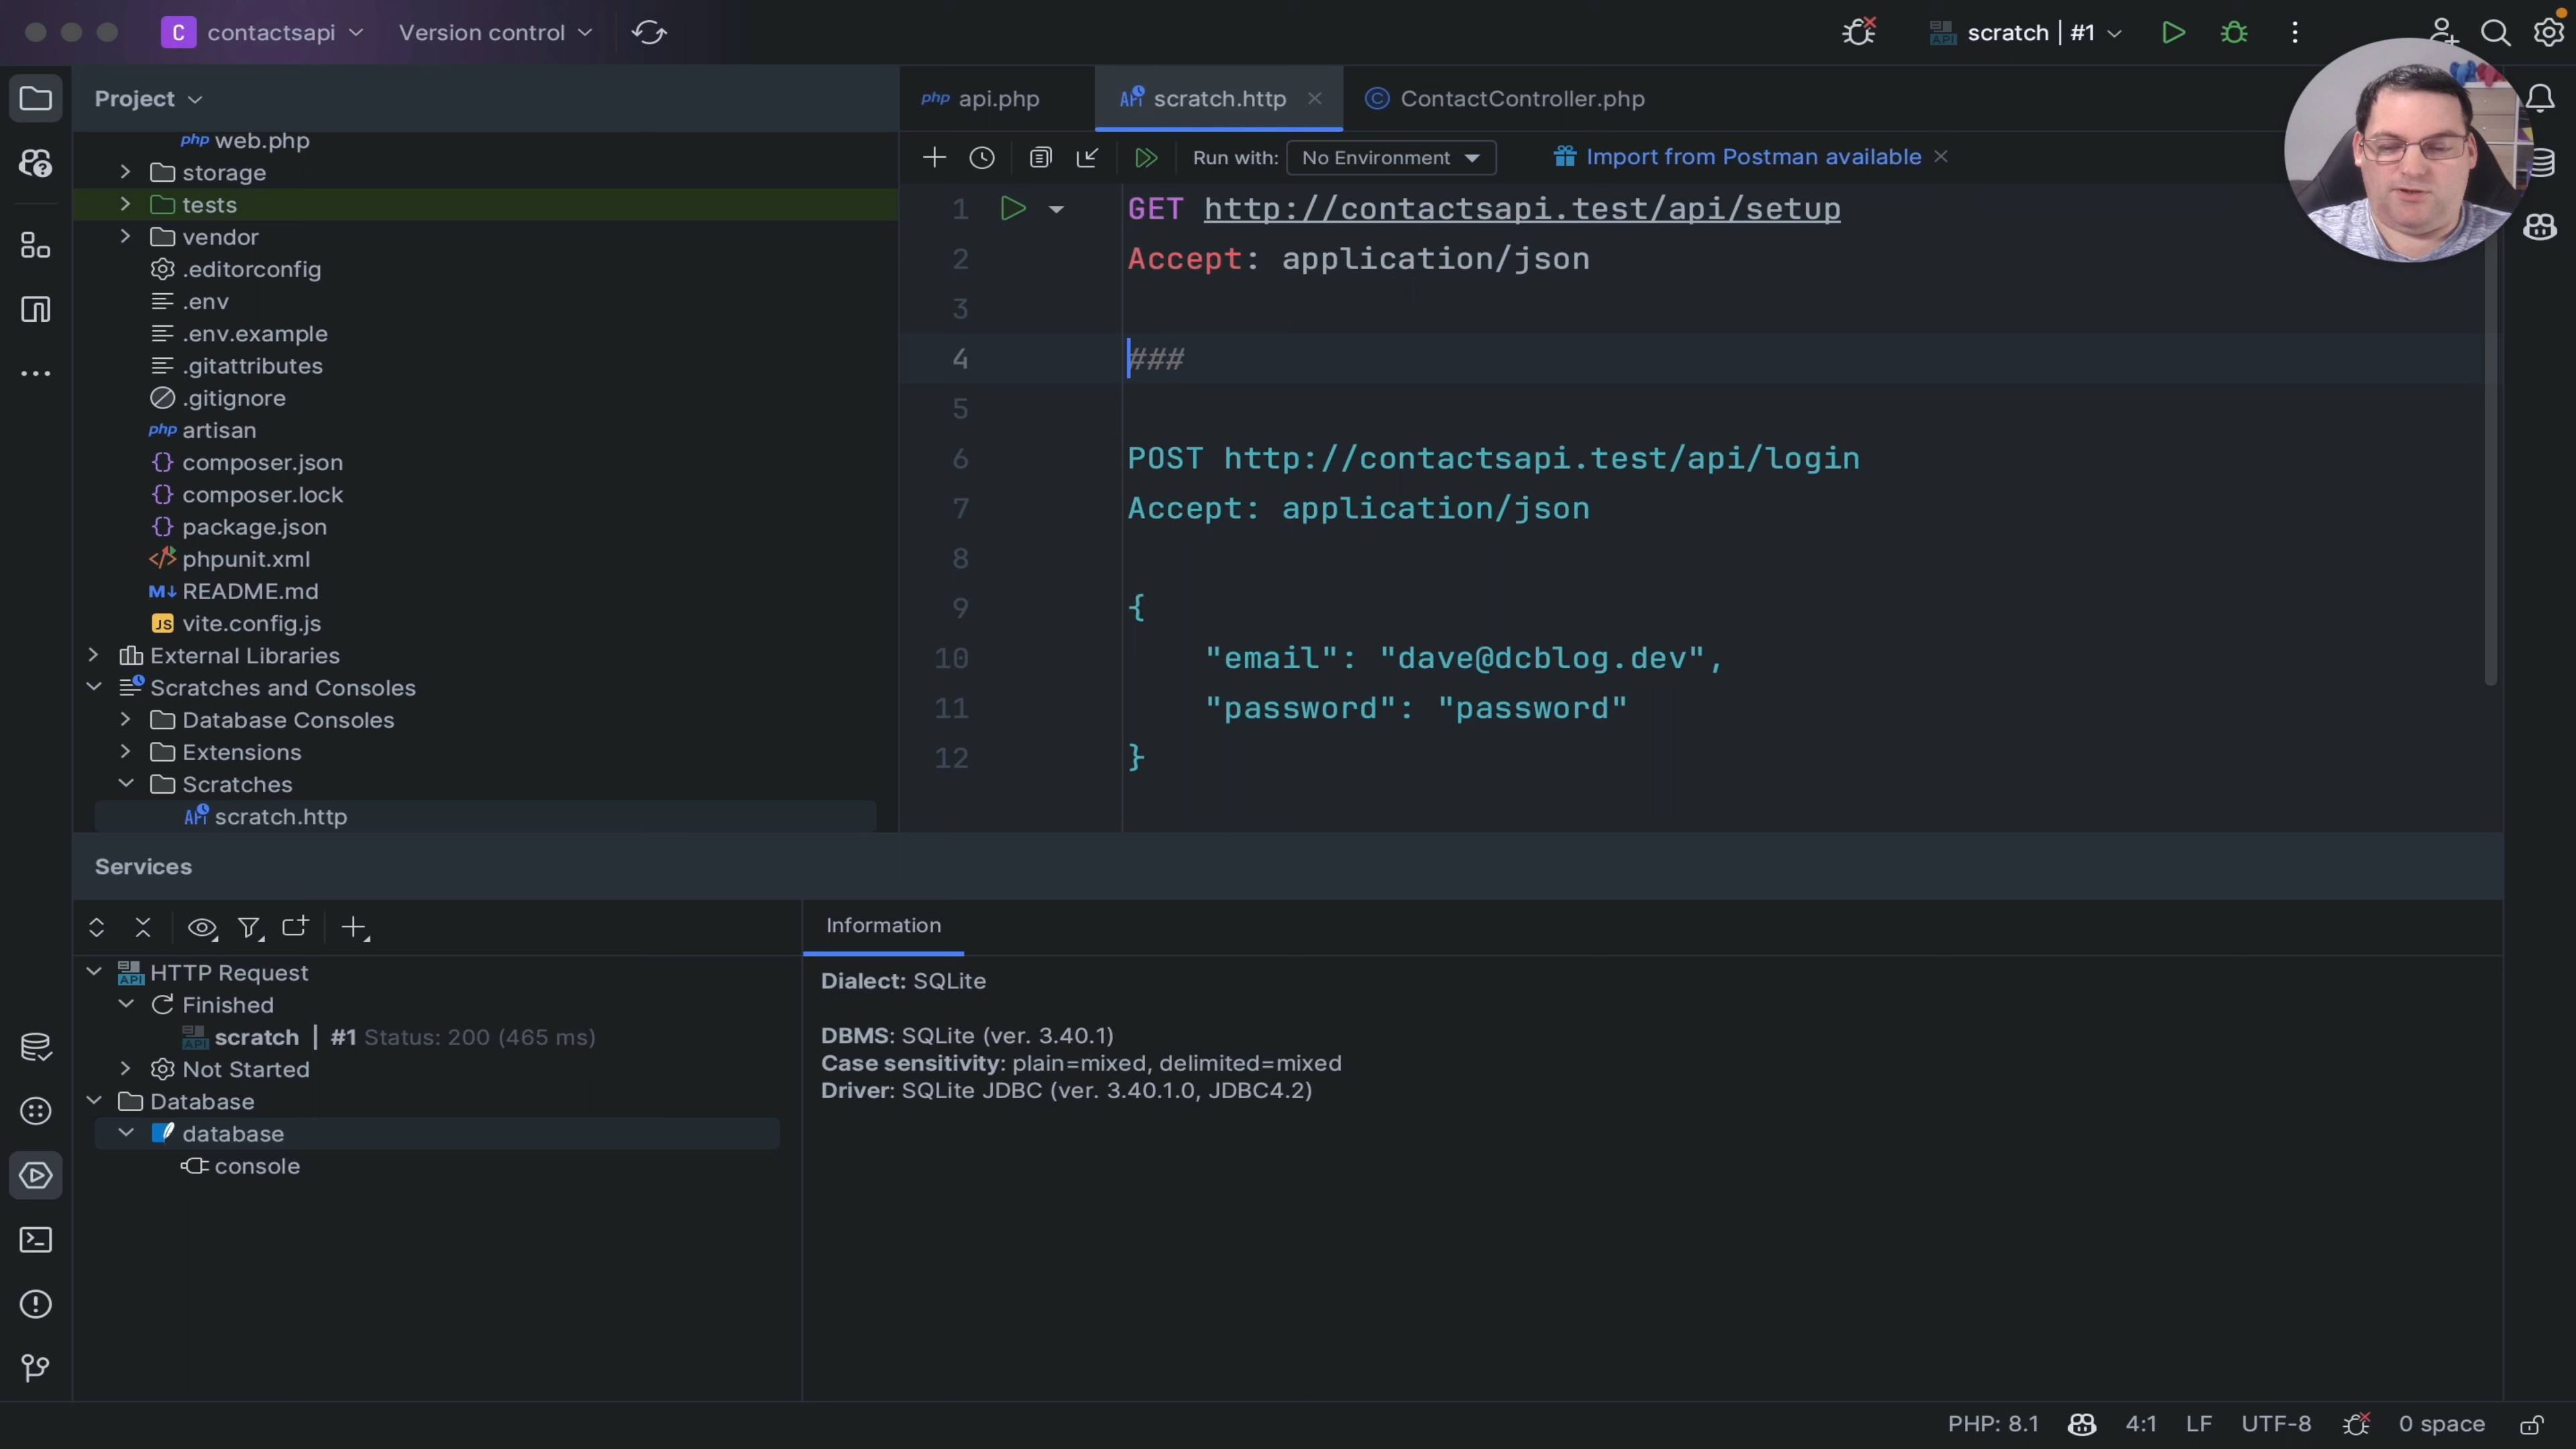 C contactsapi Version control scratch | #1
Project
php web.php
storage
tests
vendor
.editorconfig
.env
.env.example
.gitattributes
.gitignore
php artisan
{} composer.json
{} composer.lock
{} package.json
phpunit.xml
M↓ README.md
JS vite.config.js
External Libraries
Scratches and Consoles
Database Consoles
Extensions
Scratches
API scratch.http
php api.php API scratch.http ContactController.php
Run with: No Environment Import from Postman available
1 GET http://contactsapi.test/api/setup
2 Accept: application/json
3
4 ###
5
6 POST http://contactsapi.test/api/login
7 Accept: application/json
8
9 {
10 "email": "dave@dcblog.dev",
11 "password": "password"
12 }
Services
HTTP Request
Finished
scratch | #1 Status: 200 (465 ms)
Not Started
Database
database
console
Information
Dialect: SQLite
DBMS: SQLite (ver. 3.40.1)
Case sensitivity: plain=mixed, delimited=mixed
Driver: SQLite JDBC (ver. 3.40.1.0, JDBC4.2)
PHP: 8.1 4:1 LF UTF-8 0 space